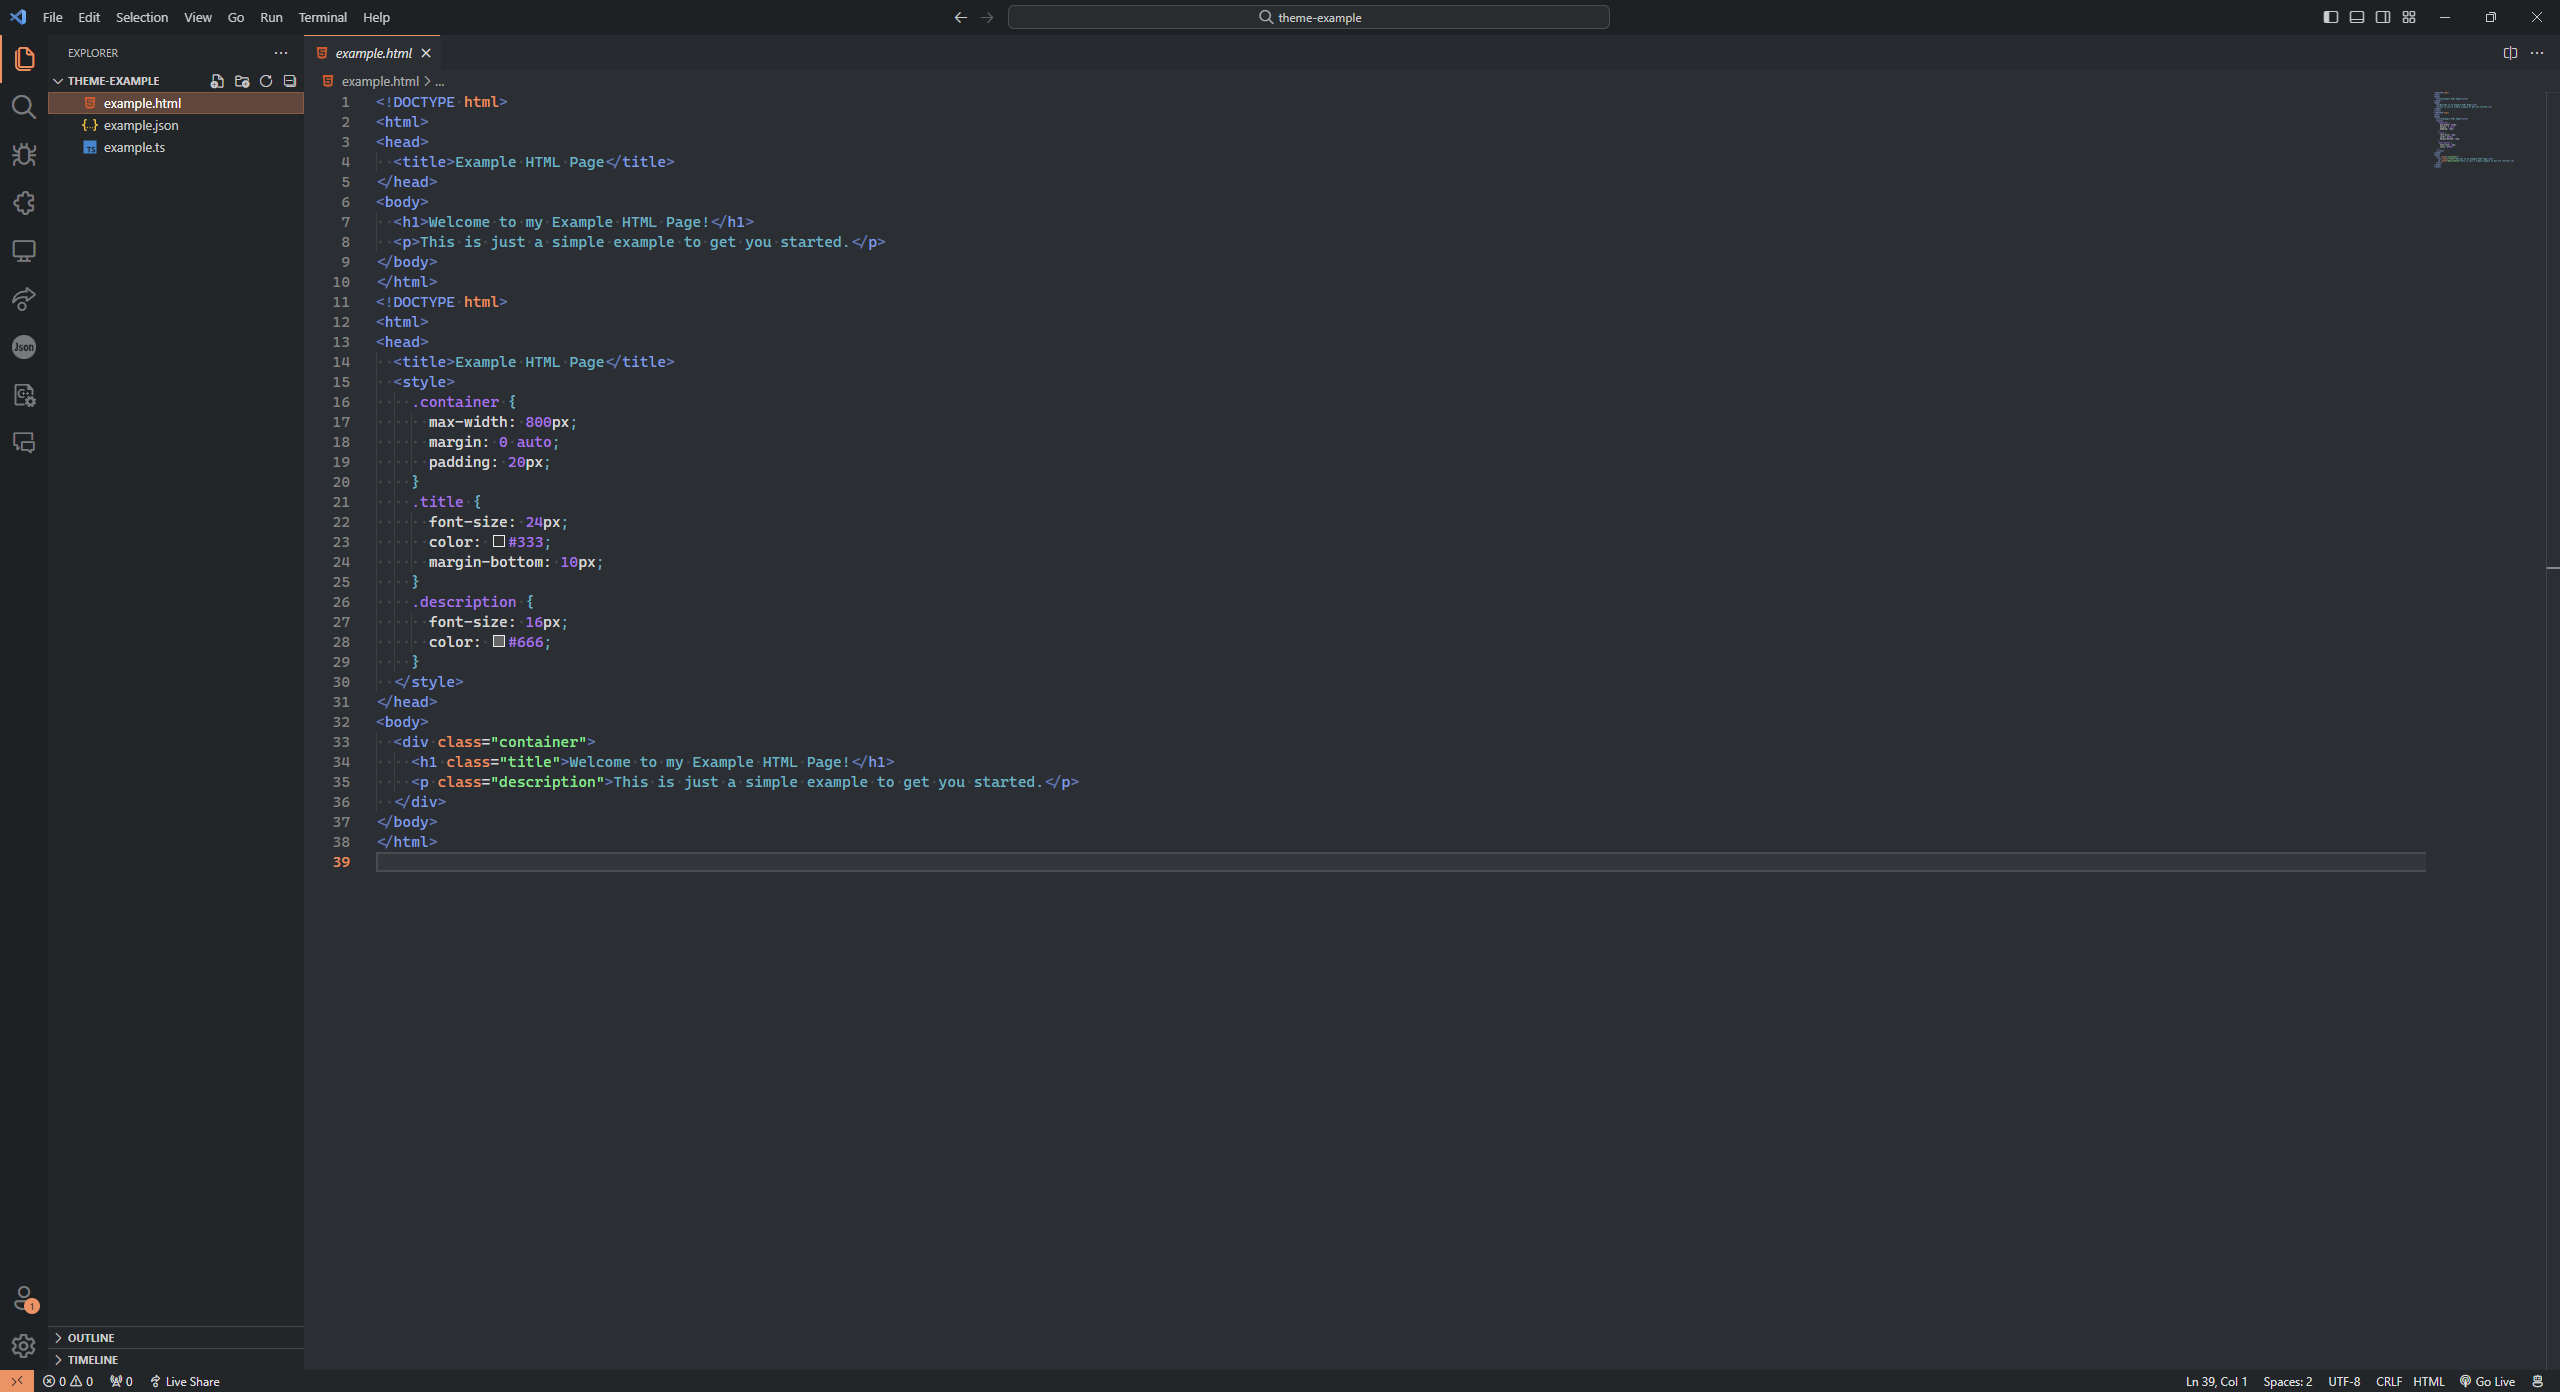 File Edit Selection View Go Run Terminal Help
theme-example
EXPLORER
THEME-EXAMPLE
example.html
{..} example.json
TS example.ts
Json
C++
1
OUTLINE
TIMELINE
example.html
example.html > ...
1 <!DOCTYPE html>
2 <html>
3 <head>
4   <title>Example HTML Page</title>
5 </head>
6 <body>
7   <h1>Welcome to my Example HTML Page!</h1>
8   <p>This is just a simple example to get you started.</p>
9 </body>
10 </html>
11 <!DOCTYPE html>
12 <html>
13 <head>
14   <title>Example HTML Page</title>
15   <style>
16     .container {
17       max-width: 800px;
18       margin: 0 auto;
19       padding: 20px;
20     }
21     .title {
22       font-size: 24px;
23       color: #333;
24       margin-bottom: 10px;
25     }
26     .description {
27       font-size: 16px;
28       color: #666;
29     }
30   </style>
31 </head>
32 <body>
33   <div class="container">
34     <h1 class="title">Welcome to my Example HTML Page!</h1>
35     <p class="description">This is just a simple example to get you started.</p>
36   </div>
37 </body>
38 </html>
39
0 0 0 Live Share
Ln 39, Col 1 Spaces: 2 UTF-8 CRLF HTML Go Live